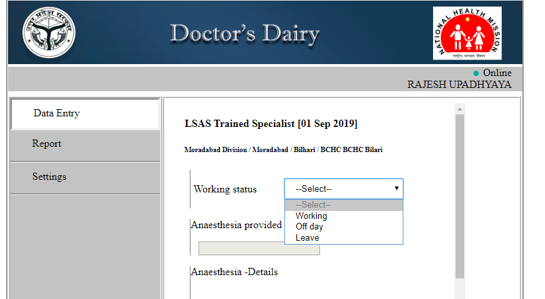 Doctor's Dairy
NATIONAL HEALTH MISSION
Online
RAJESH UPADHYAYA
Data Entry
Report
Settings
LSAS Trained Specialist [01 Sep 2019]
Moradabad Division / Moradabad / Bilhari / BCHC BCHC Bilari
Working status
--Select--
--Select--
Working
Off day
Leave
Anaesthesia provided
Anaesthesia -Details